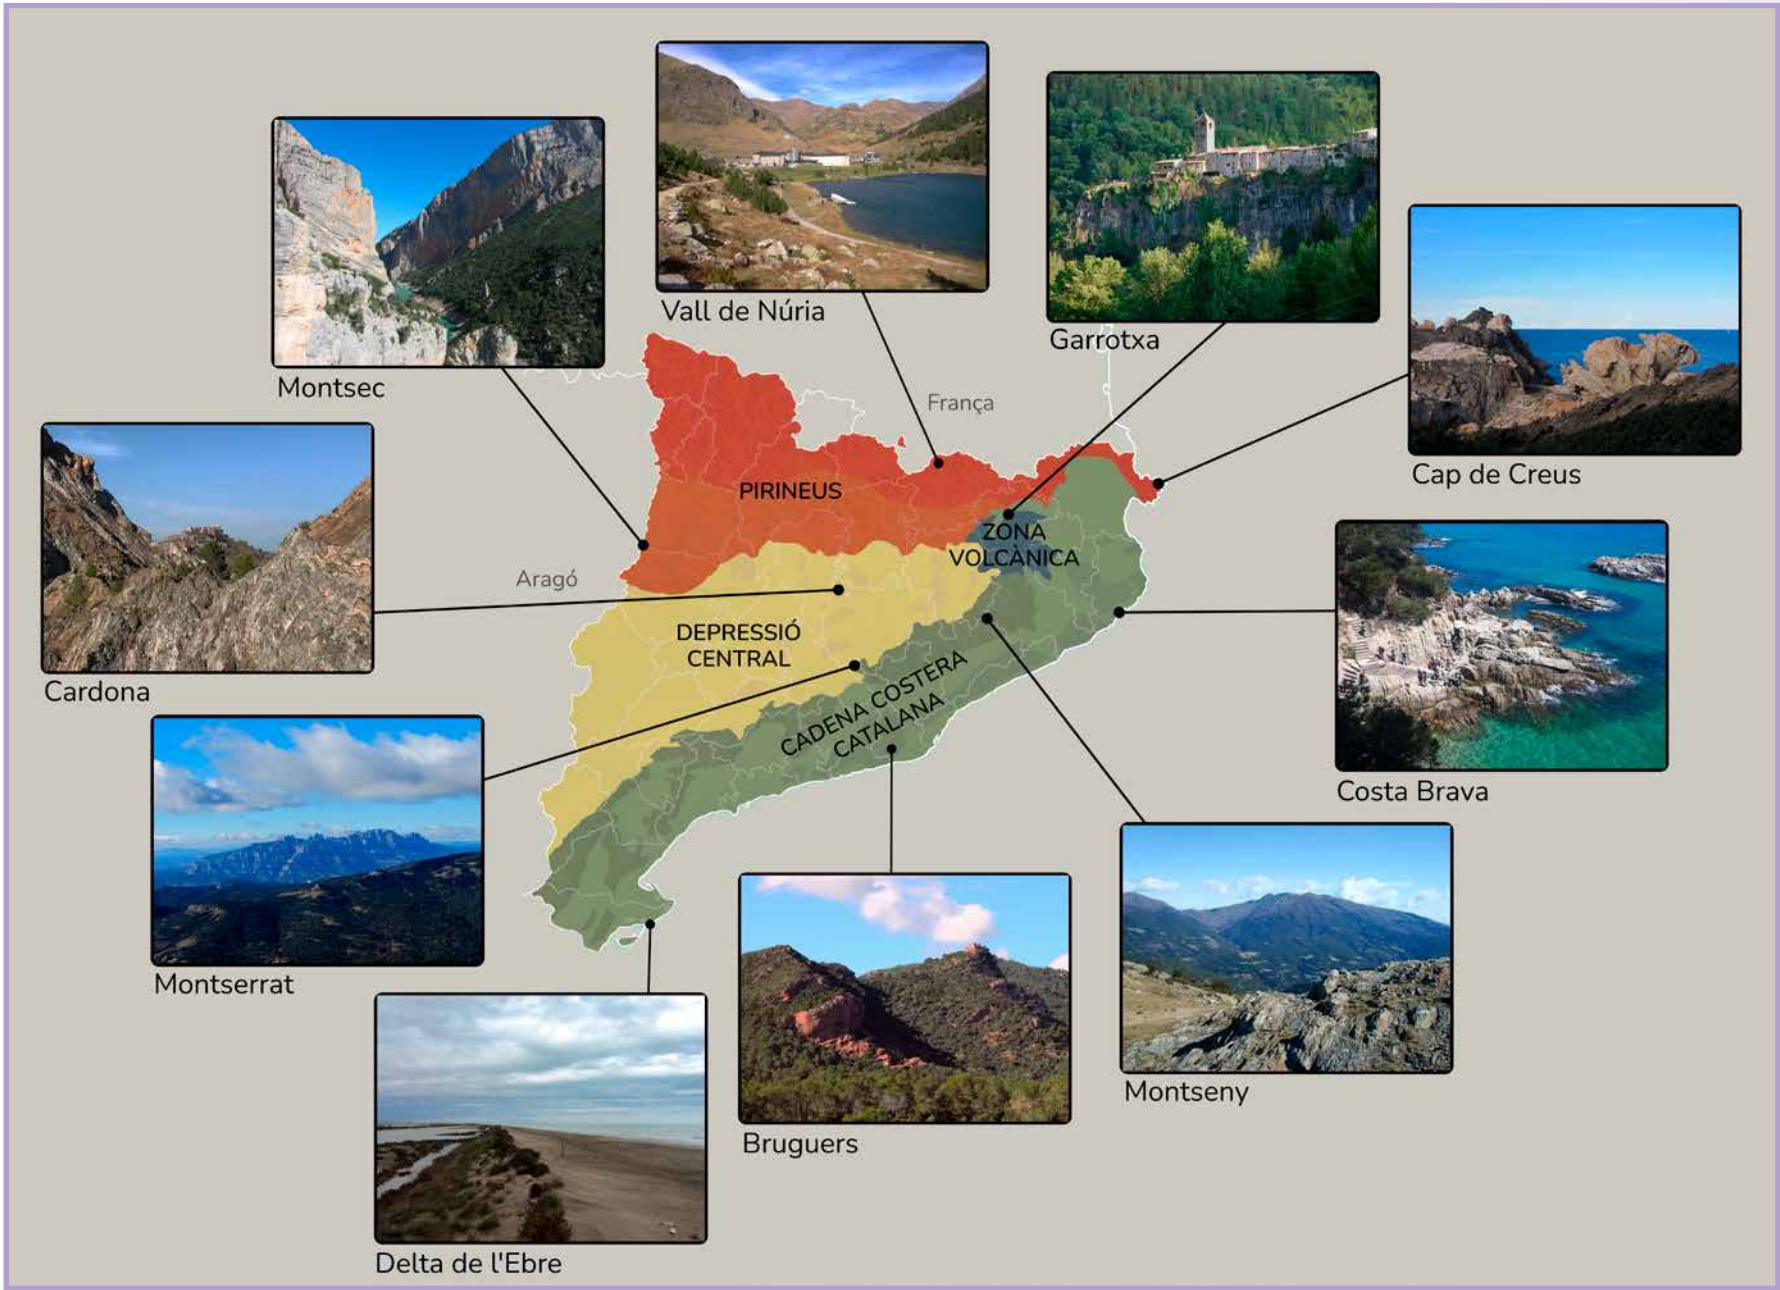 Vall de Núria
Garrotxa
Montsec
França
Cap de Creus
PIRINEUS
ZONA
VOLCÀNICA
Aragó
DEPRESSIÓ
CENTRAL
Cardona
CADENA COSTERA
CATALANA
Costa Brava
Montserrat
Montseny
Bruguers
Delta de l'Ebre